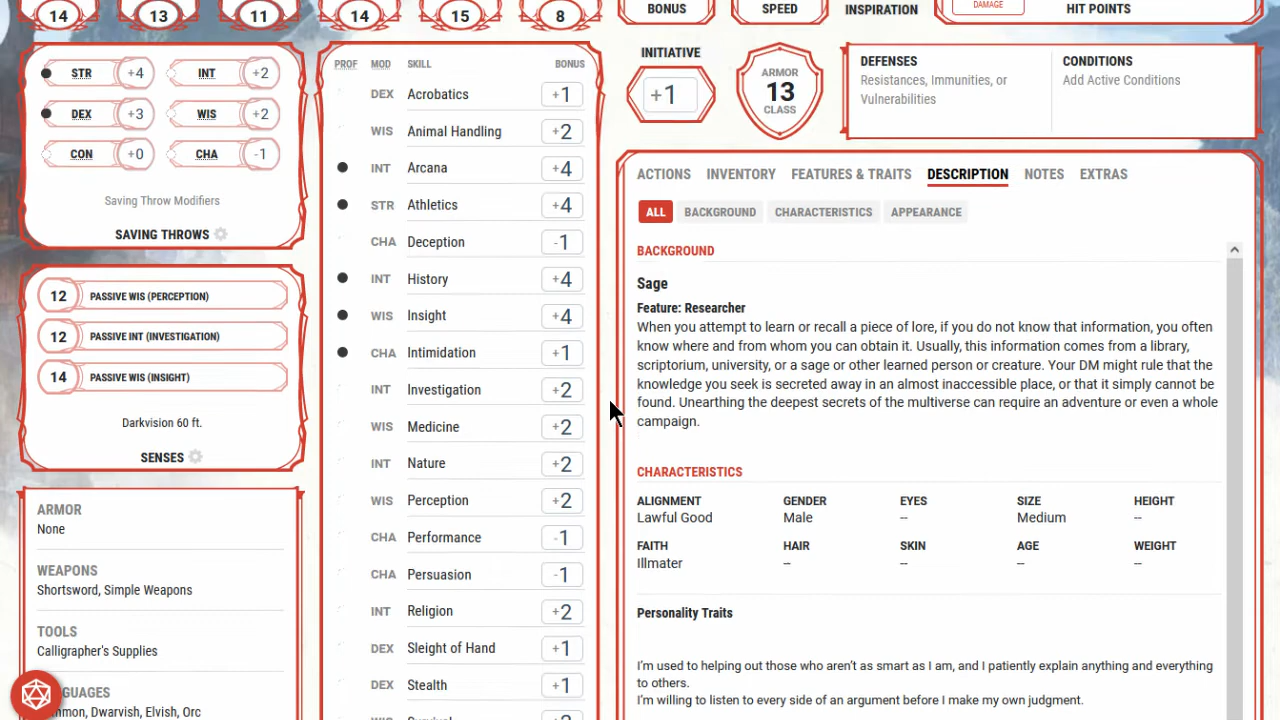 14 13 11 14 15 8
BONUS SPEED INSPIRATION DAMAGE HIT POINTS
STR +4 INT +2
DEX +3 WIS +2
CON +0 CHA -1
Saving Throw Modifiers
SAVING THROWS
12 PASSIVE WIS (PERCEPTION)
12 PASSIVE INT (INVESTIGATION)
14 PASSIVE WIS (INSIGHT)
Darkvision 60 ft.
SENSES
ARMOR
None
WEAPONS
Shortsword, Simple Weapons
TOOLS
Calligrapher's Supplies
Dwarvish, Elvish, Orc
PROF MOD SKILL BONUS
DEX Acrobatics +1
WIS Animal Handling +2
INT Arcana +4
STR Athletics +4
CHA Deception -1
INT History +4
WIS Insight +4
CHA Intimidation +1
INT Investigation +2
WIS Medicine +2
INT Nature +2
WIS Perception +2
CHA Performance -1
CHA Persuasion -1
INT Religion +2
DEX Sleight of Hand +1
DEX Stealth +1
INITIATIVE
+1
ARMOR
13
CLASS
DEFENSES
Resistances, Immunities, or
Vulnerabilities
CONDITIONS
Add Active Conditions
ACTIONS INVENTORY FEATURES & TRAITS DESCRIPTION NOTES EXTRAS
ALL BACKGROUND CHARACTERISTICS APPEARANCE
BACKGROUND
Sage
Feature: Researcher
When you attempt to learn or recall a piece of lore, if you do not know that information, you often
know where and from whom you can obtain it. Usually, this information comes from a library,
scriptorium, university, or a sage or other learned person or creature. Your DM might rule that the
knowledge you seek is secreted away in an almost inaccessible place, or that it simply cannot be
found. Unearthing the deepest secrets of the multiverse can require an adventure or even a whole
campaign.
CHARACTERISTICS
ALIGNMENT GENDER EYES SIZE HEIGHT
Lawful Good Male -- Medium --
FAITH HAIR SKIN AGE WEIGHT
Illmater -- -- -- --
Personality Traits
I'm used to helping out those who aren't as smart as I am, and I patiently explain anything and everything
to others.
I'm willing to listen to every side of an argument before I make my own judgment.